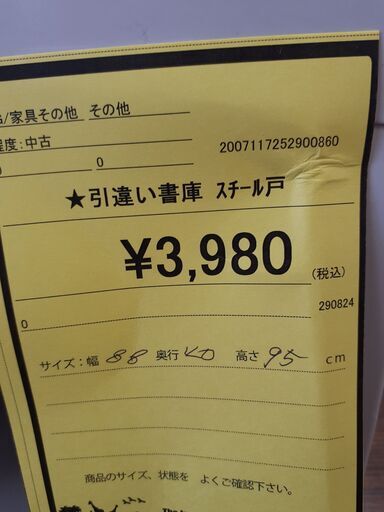 /家具その他 その他
程度:中古
0 0
2007117252900860
★引違い書庫 スチール戸
¥3,980
(税込)
290824
0
サイズ:幅 88 奥行 40 高さ 95 cm
商品のサイズ、状態を よくご確認下さい。